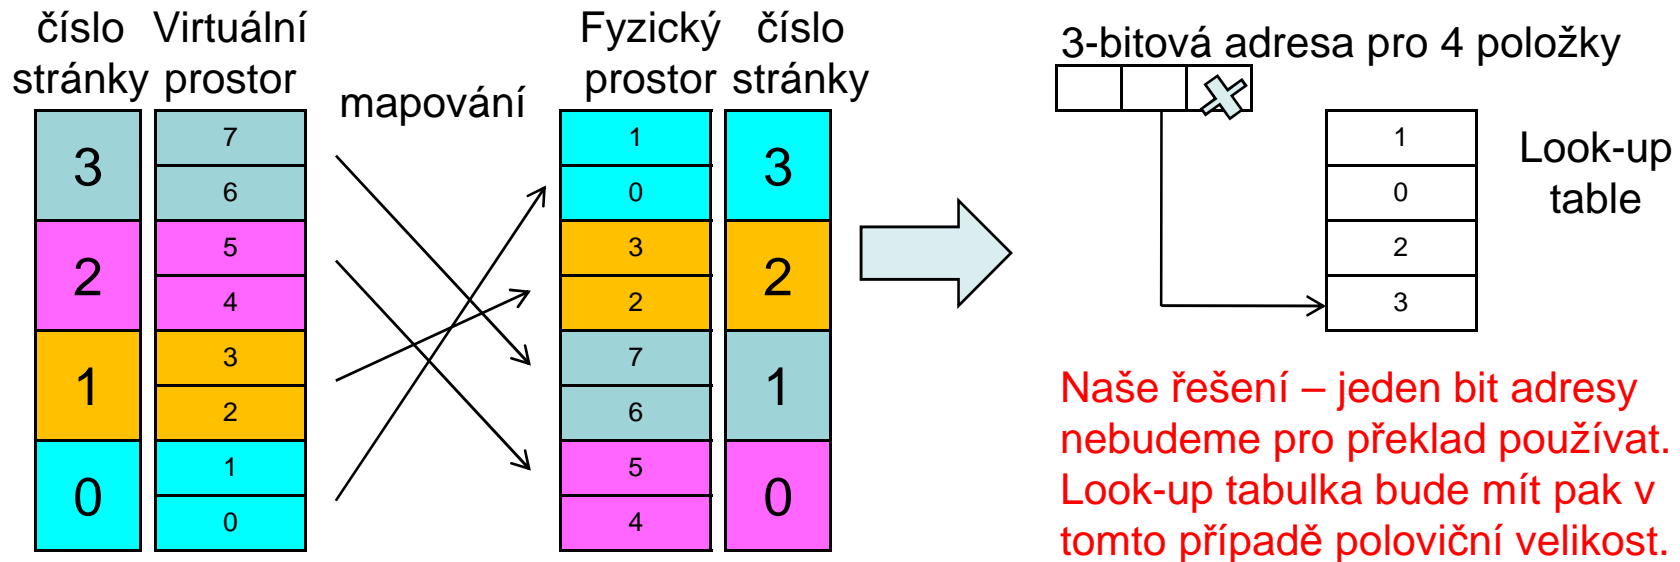 číslo stránky
Virtuální prostor
3
2
1
0
7
6
5
4
3
2
1
0
mapování
Fyzický prostor
číslo stránky
1
0
3
2
7
6
5
4
3
2
1
0
3-bitová adresa pro 4 položky
1
0
2
3
Look-up
table
Naše řešení – jeden bit adresy
nebudeme pro překlad používat.
Look-up tabulka bude mít pak v
tomto případě poloviční velikost.